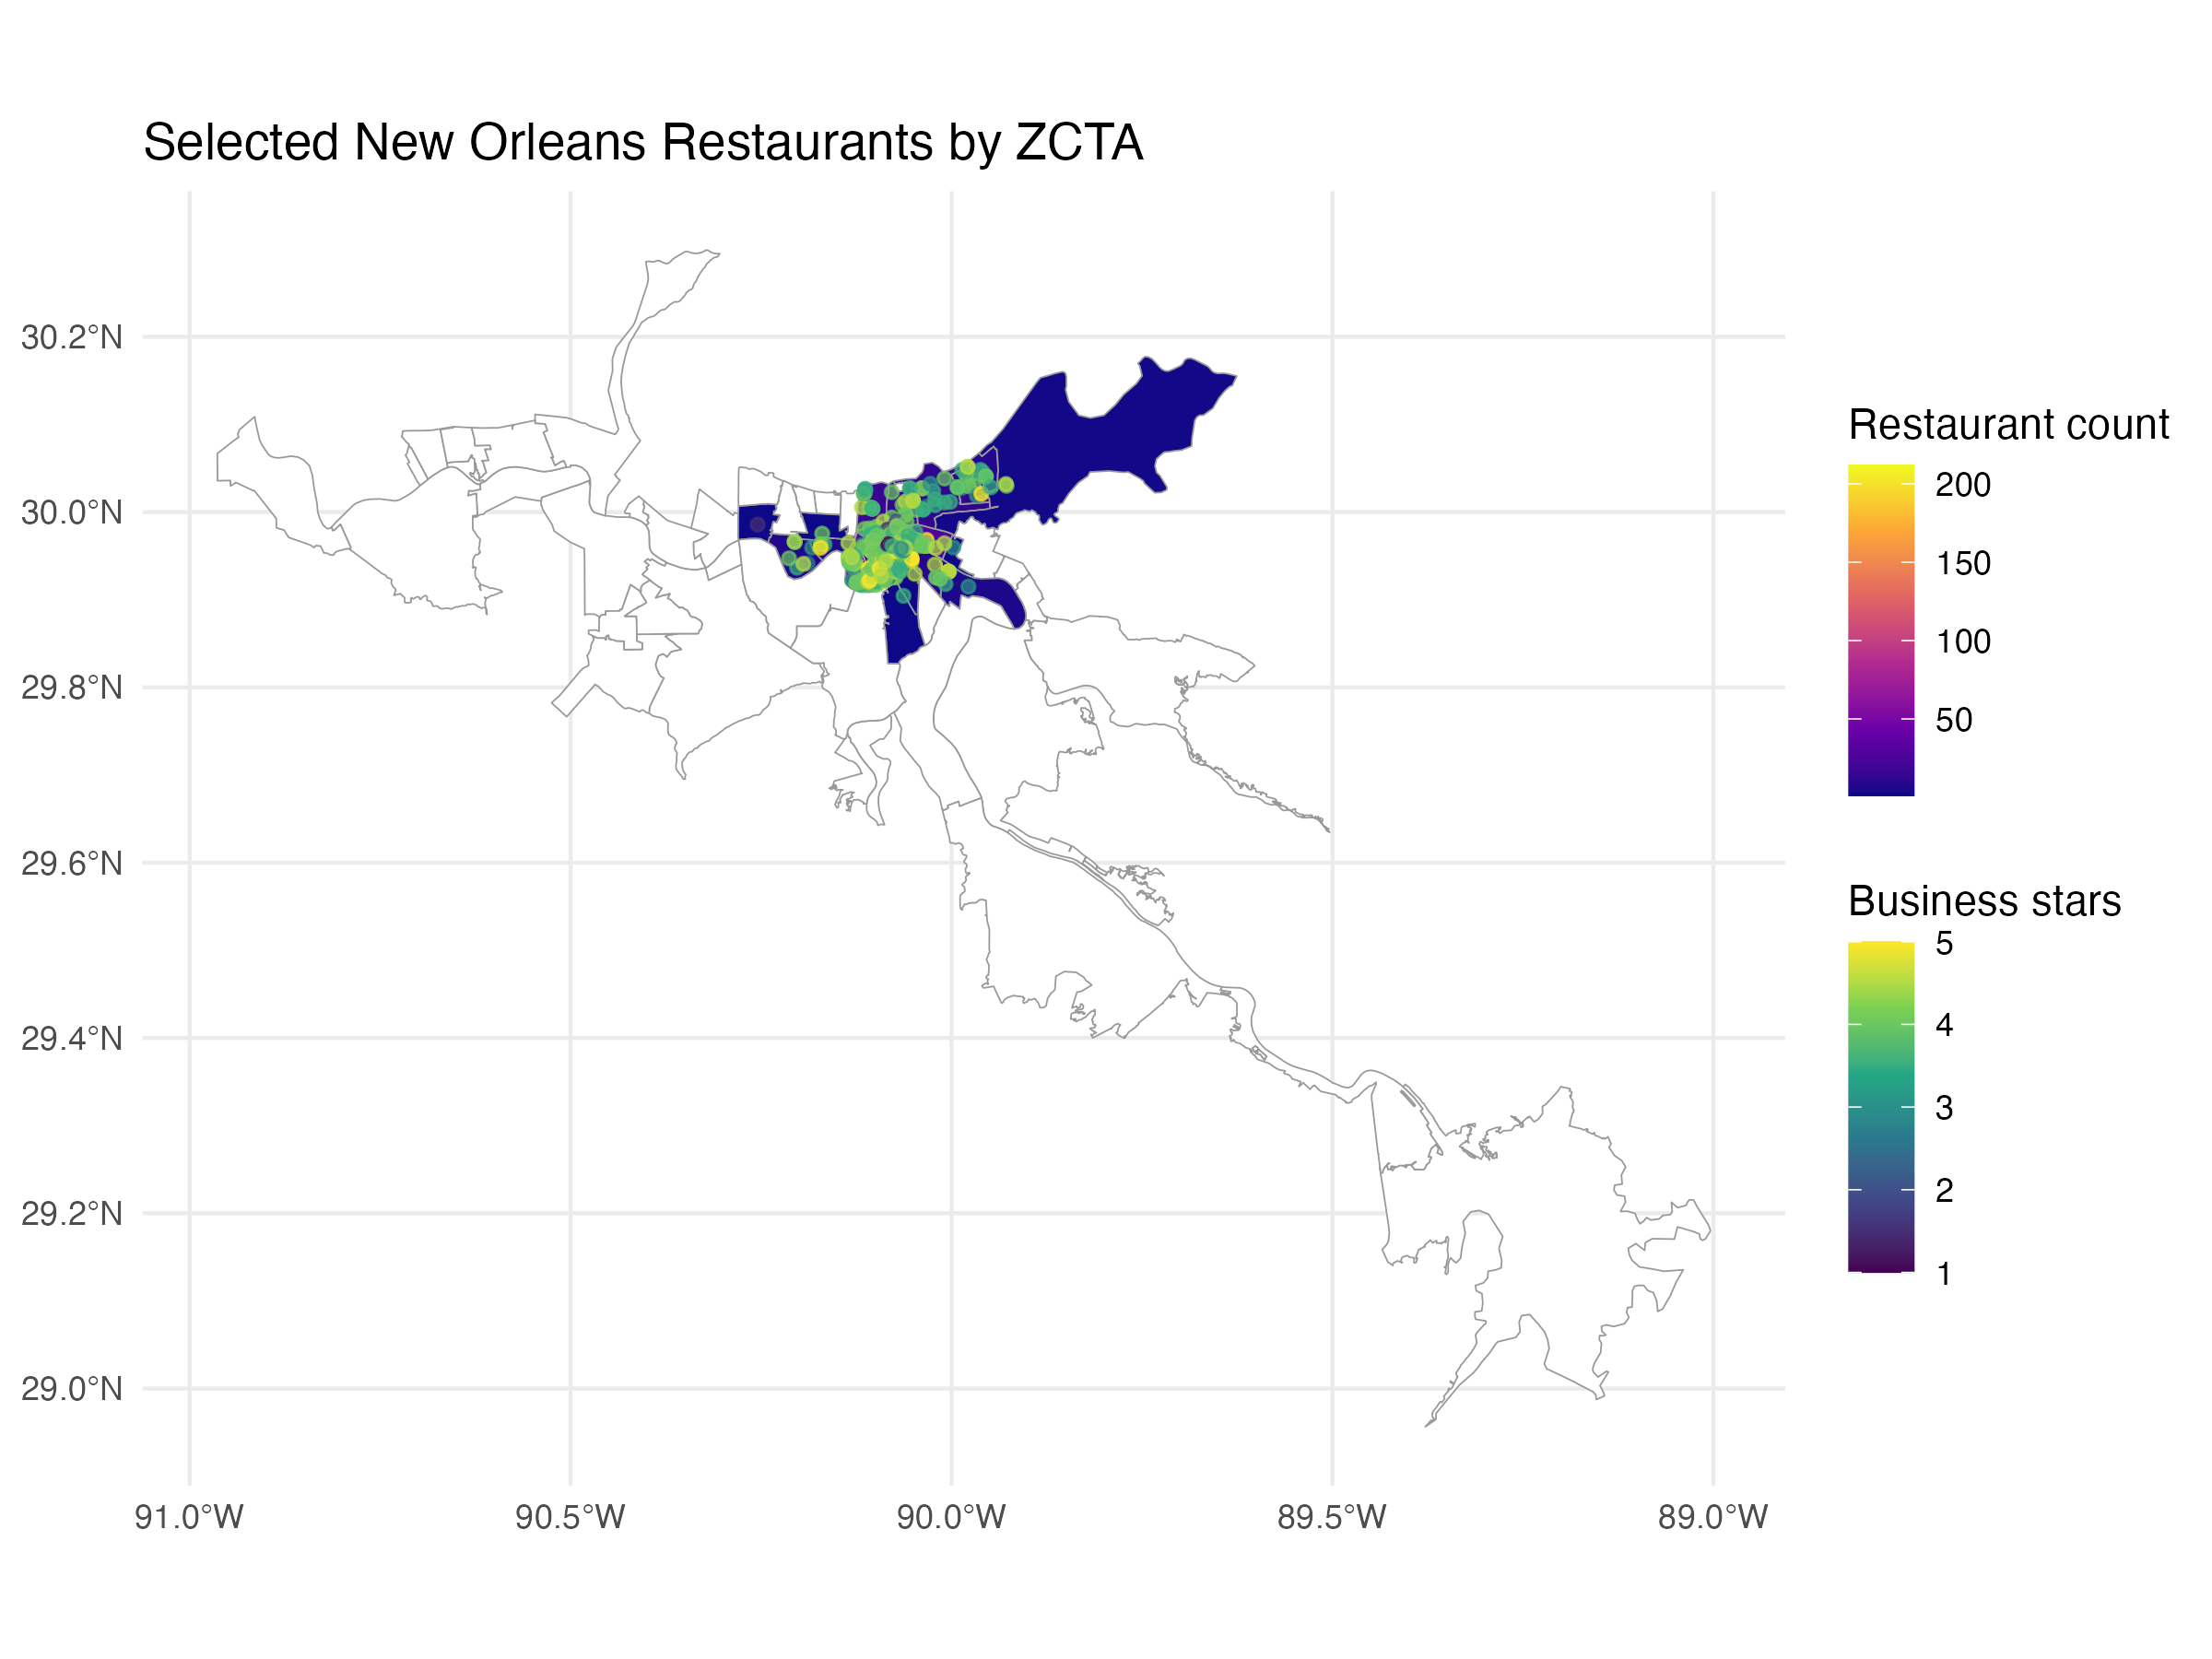 Selected New Orleans Restaurants by ZCTA
30.2°N
30.0°N
29.8°N
29.6°N
29.4°N
29.2°N
29.0°N
91.0°W
90.5°W
90.0°W
89.5°W
89.0°W
Restaurant count
200
150
100
50
Business stars
5
4
3
2
1